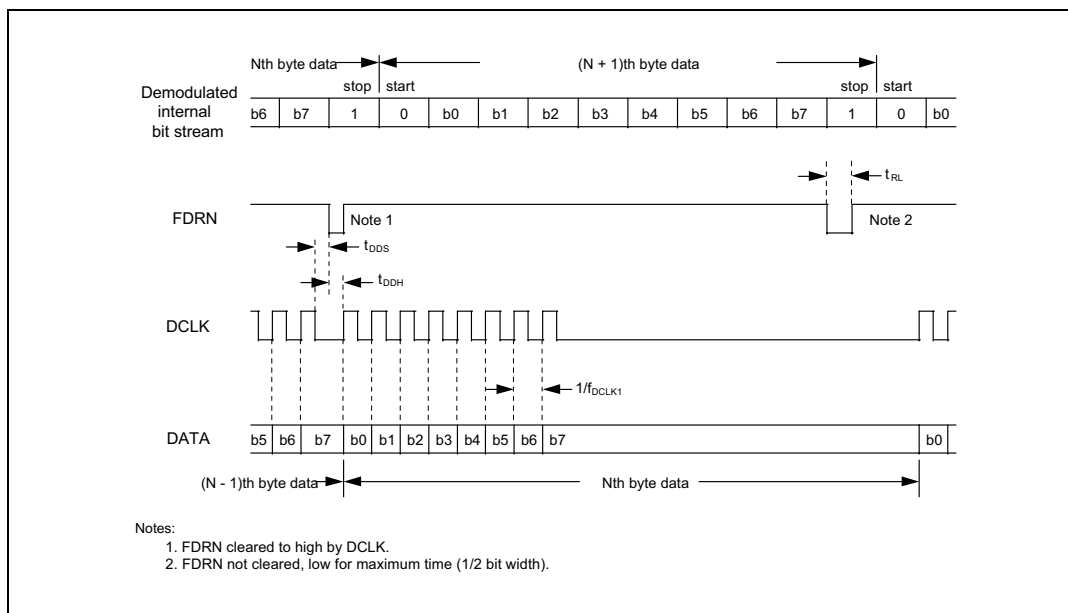 Nth byte data (N + 1)th byte data
stop start stop start
Demodulated
internal
bit stream
b6 b7 1 0 b0 b1 b2 b3 b4 b5 b6 b7 1 0 b0
tRL
FDRN Note 1 Note 2
tDDS
tDDH
DCLK
1/fDCLK1
DATA b5 b6 b7 b0 b1 b2 b3 b4 b5 b6 b7 b0
(N - 1)th byte data Nth byte data
Notes:
1. FDRN cleared to high by DCLK.
2. FDRN not cleared, low for maximum time (1/2 bit width).